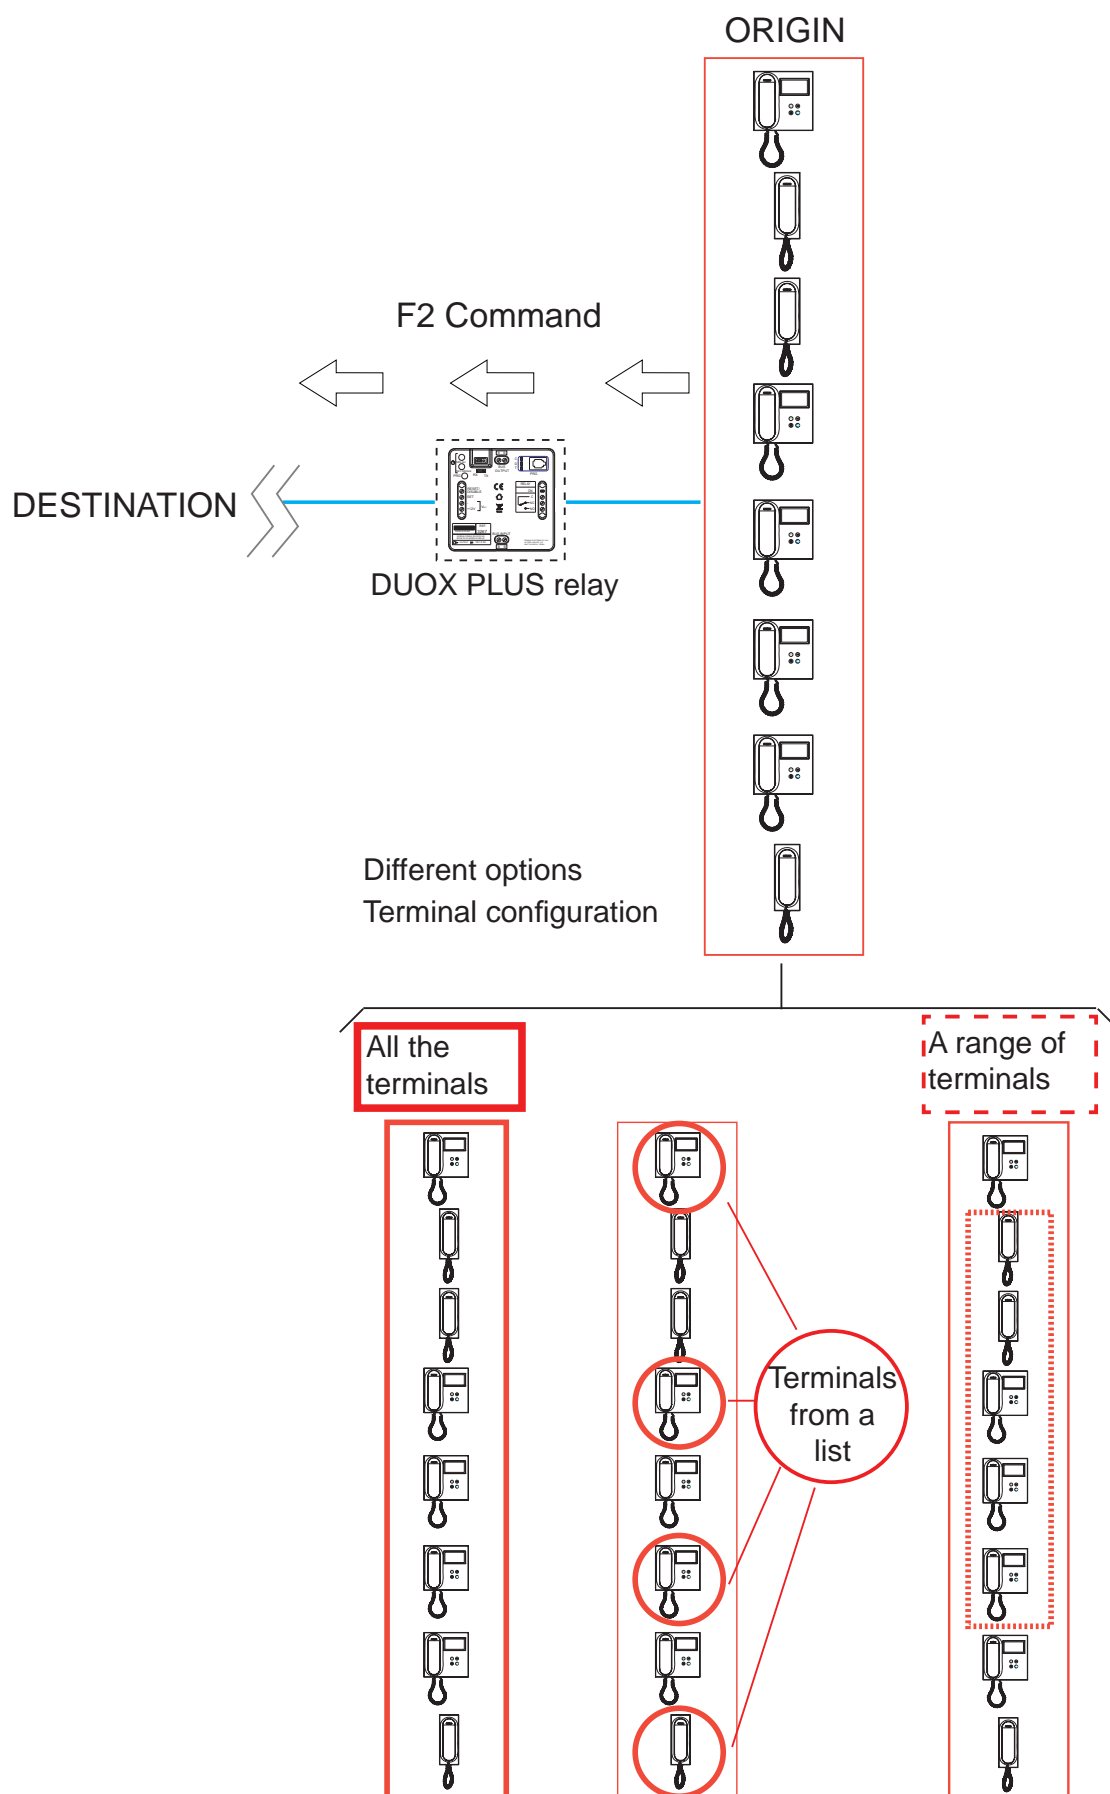 ORIGIN
F2 Command
DESTINATION
DUOX PLUS relay
Different options
Terminal configuration
All the
terminals
A range of
terminals
Terminals
from a
list